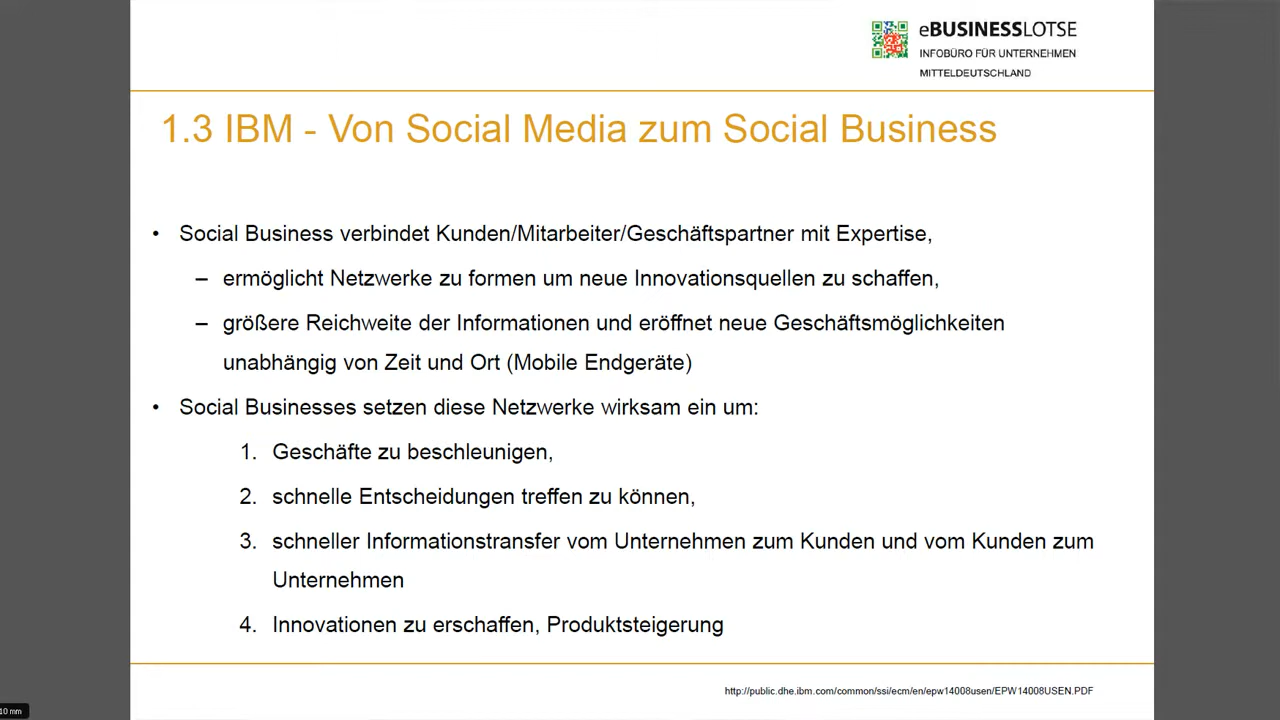 eBUSINESSLOTSE
INFOBÜRO FÜR UNTERNEHMEN
MITTELDEUTSCHLAND
1.3 IBM - Von Social Media zum Social Business
• Social Business verbindet Kunden/Mitarbeiter/Geschäftspartner mit Expertise,
– ermöglicht Netzwerke zu formen um neue Innovationsquellen zu schaffen,
– größere Reichweite der Informationen und eröffnet neue Geschäftsmöglichkeiten
unabhängig von Zeit und Ort (Mobile Endgeräte)
• Social Businesses setzen diese Netzwerke wirksam ein um:
1. Geschäfte zu beschleunigen,
2. schnelle Entscheidungen treffen zu können,
3. schneller Informationstransfer vom Unternehmen zum Kunden und vom Kunden zum
Unternehmen
4. Innovationen zu erschaffen, Produktsteigerung
http://public.dhe.ibm.com/common/ssi/ecm/en/epw14008usen/EPW14008USEN.PDF
10 mm